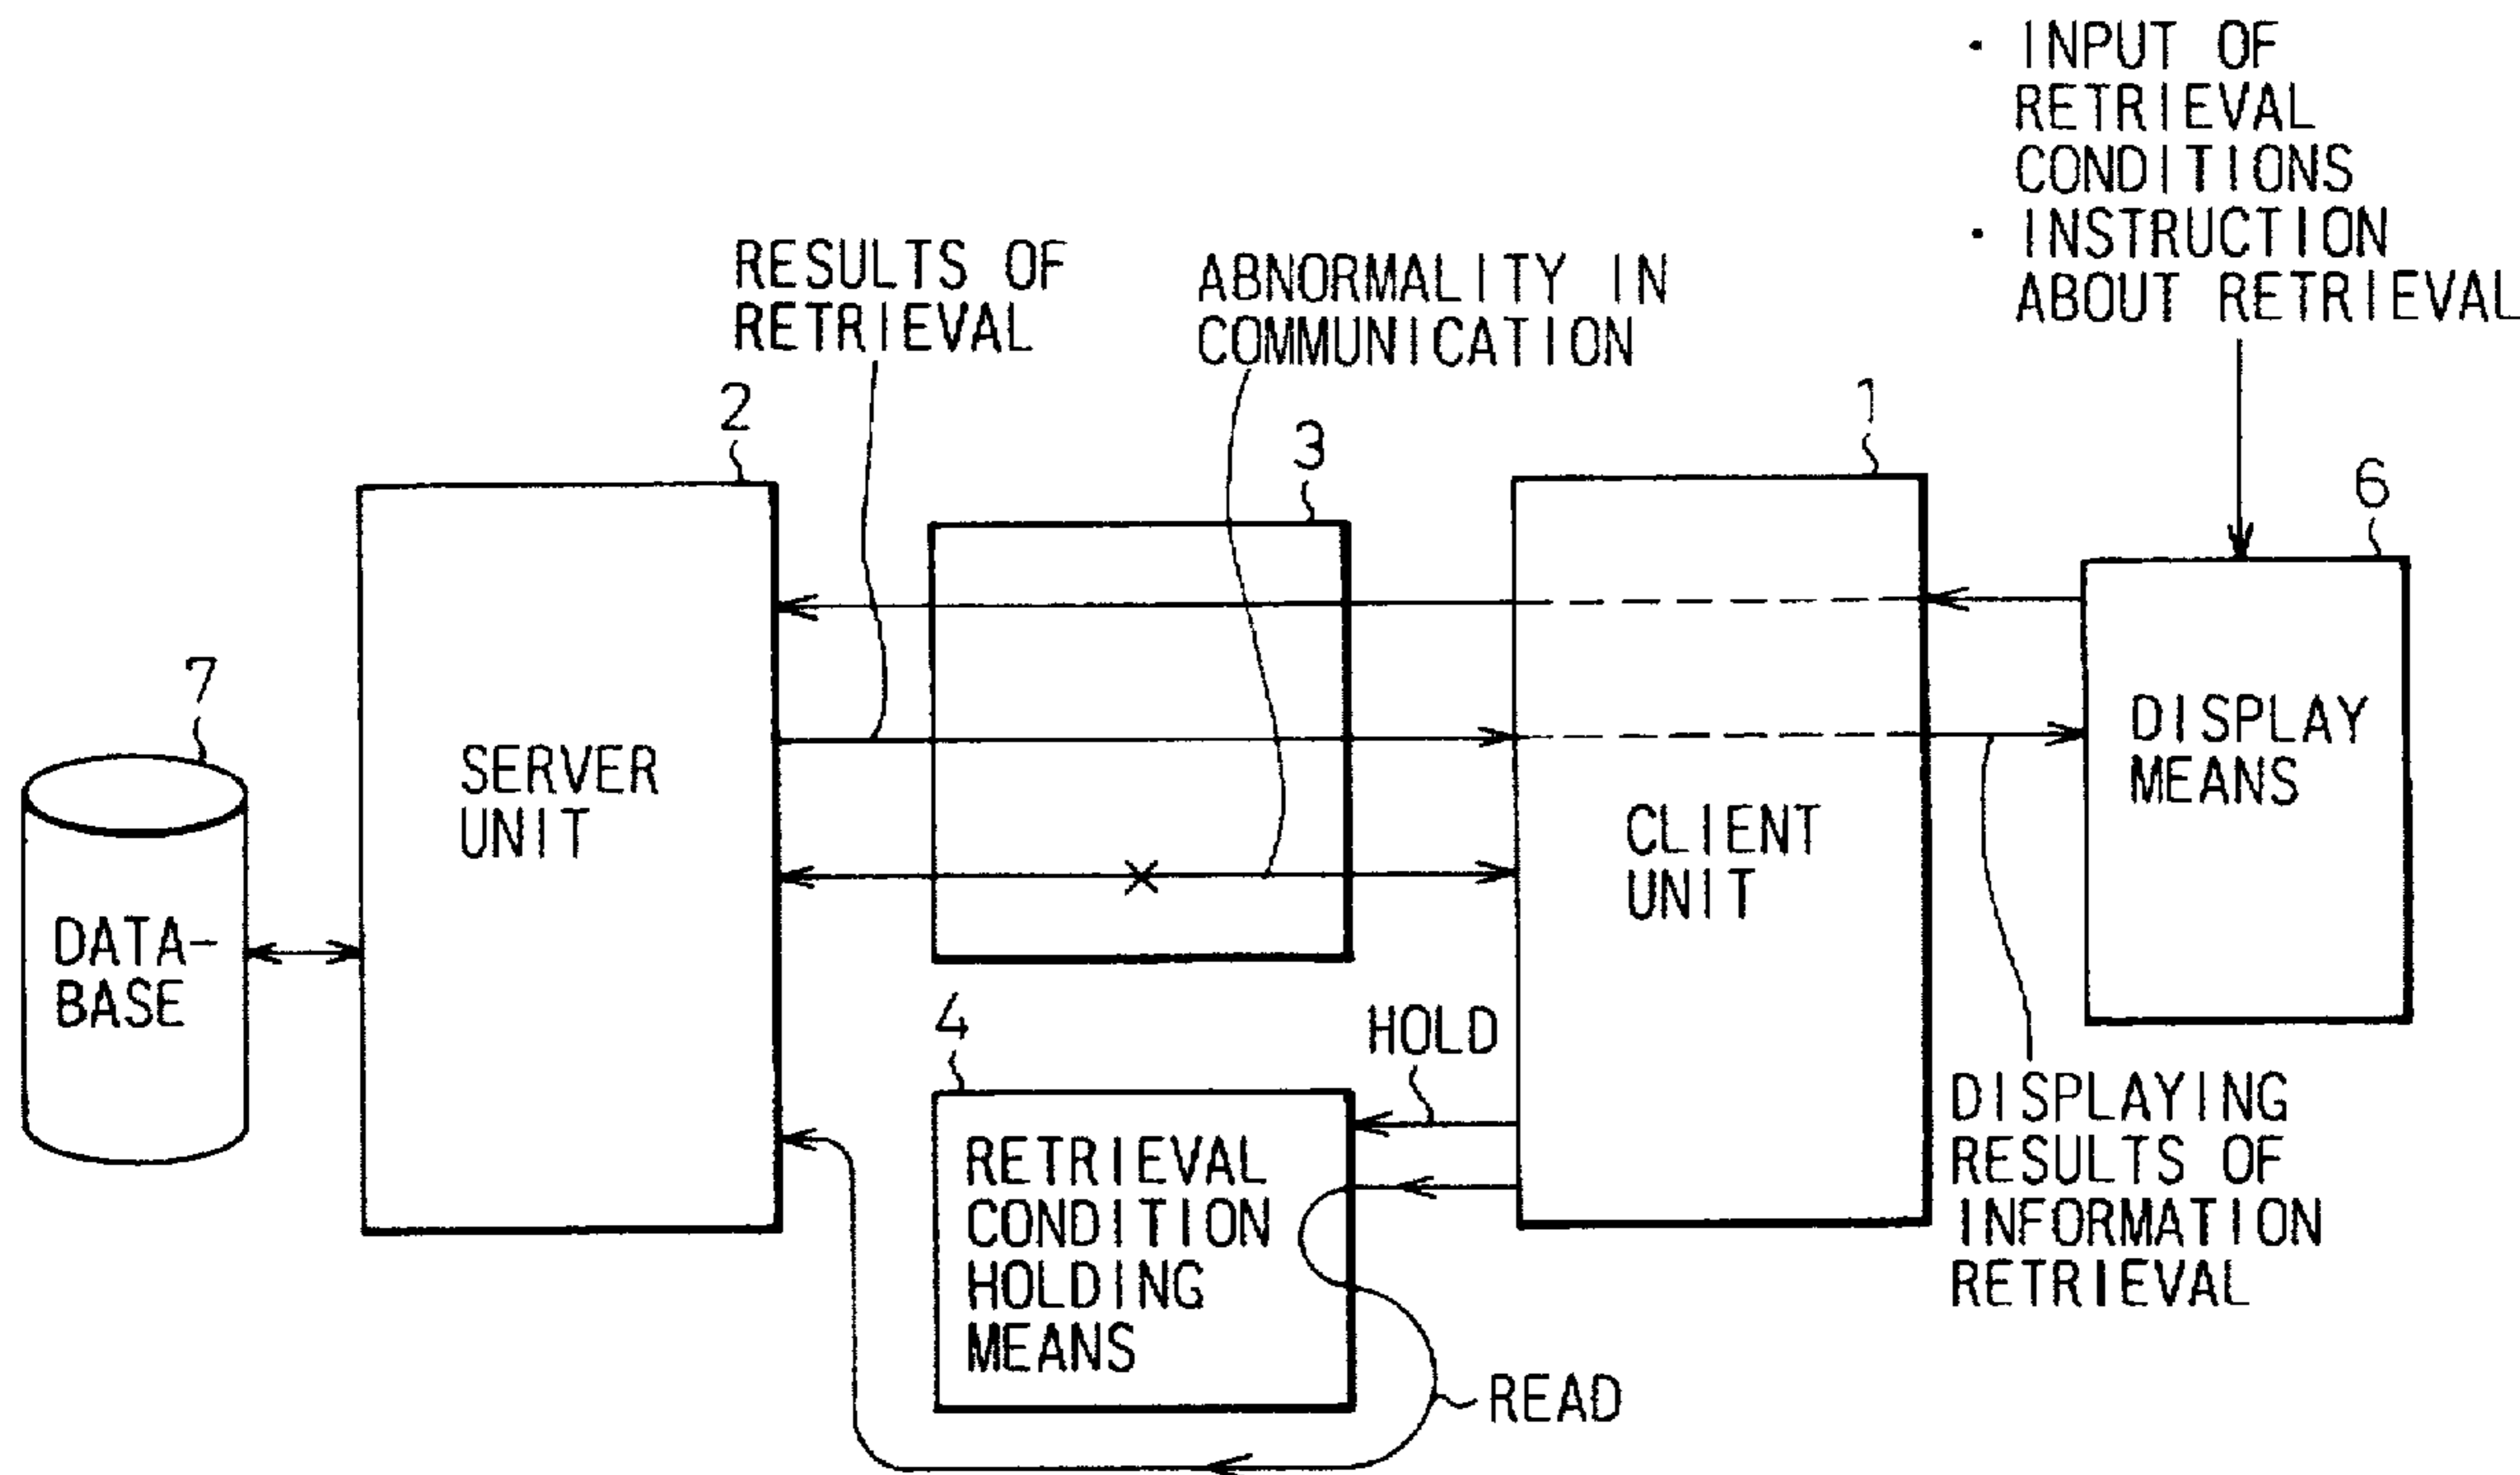 ・ INPUT OF
RETRIEVAL
CONDITIONS
・ INSTRUCTION
ABOUT RETRIEVAL
RESULTS OF
RETRIEVAL
ABNORMALITY IN
COMMUNICATION
2
3
1
6
7
SERVER
UNIT
DISPLAY
MEANS
CLIENT
UNIT
DATA-
BASE
4
HOLD
RETRIEVAL
CONDITION
HOLDING
MEANS
DISPLAYING
RESULTS OF
INFORMATION
RETRIEVAL
READ